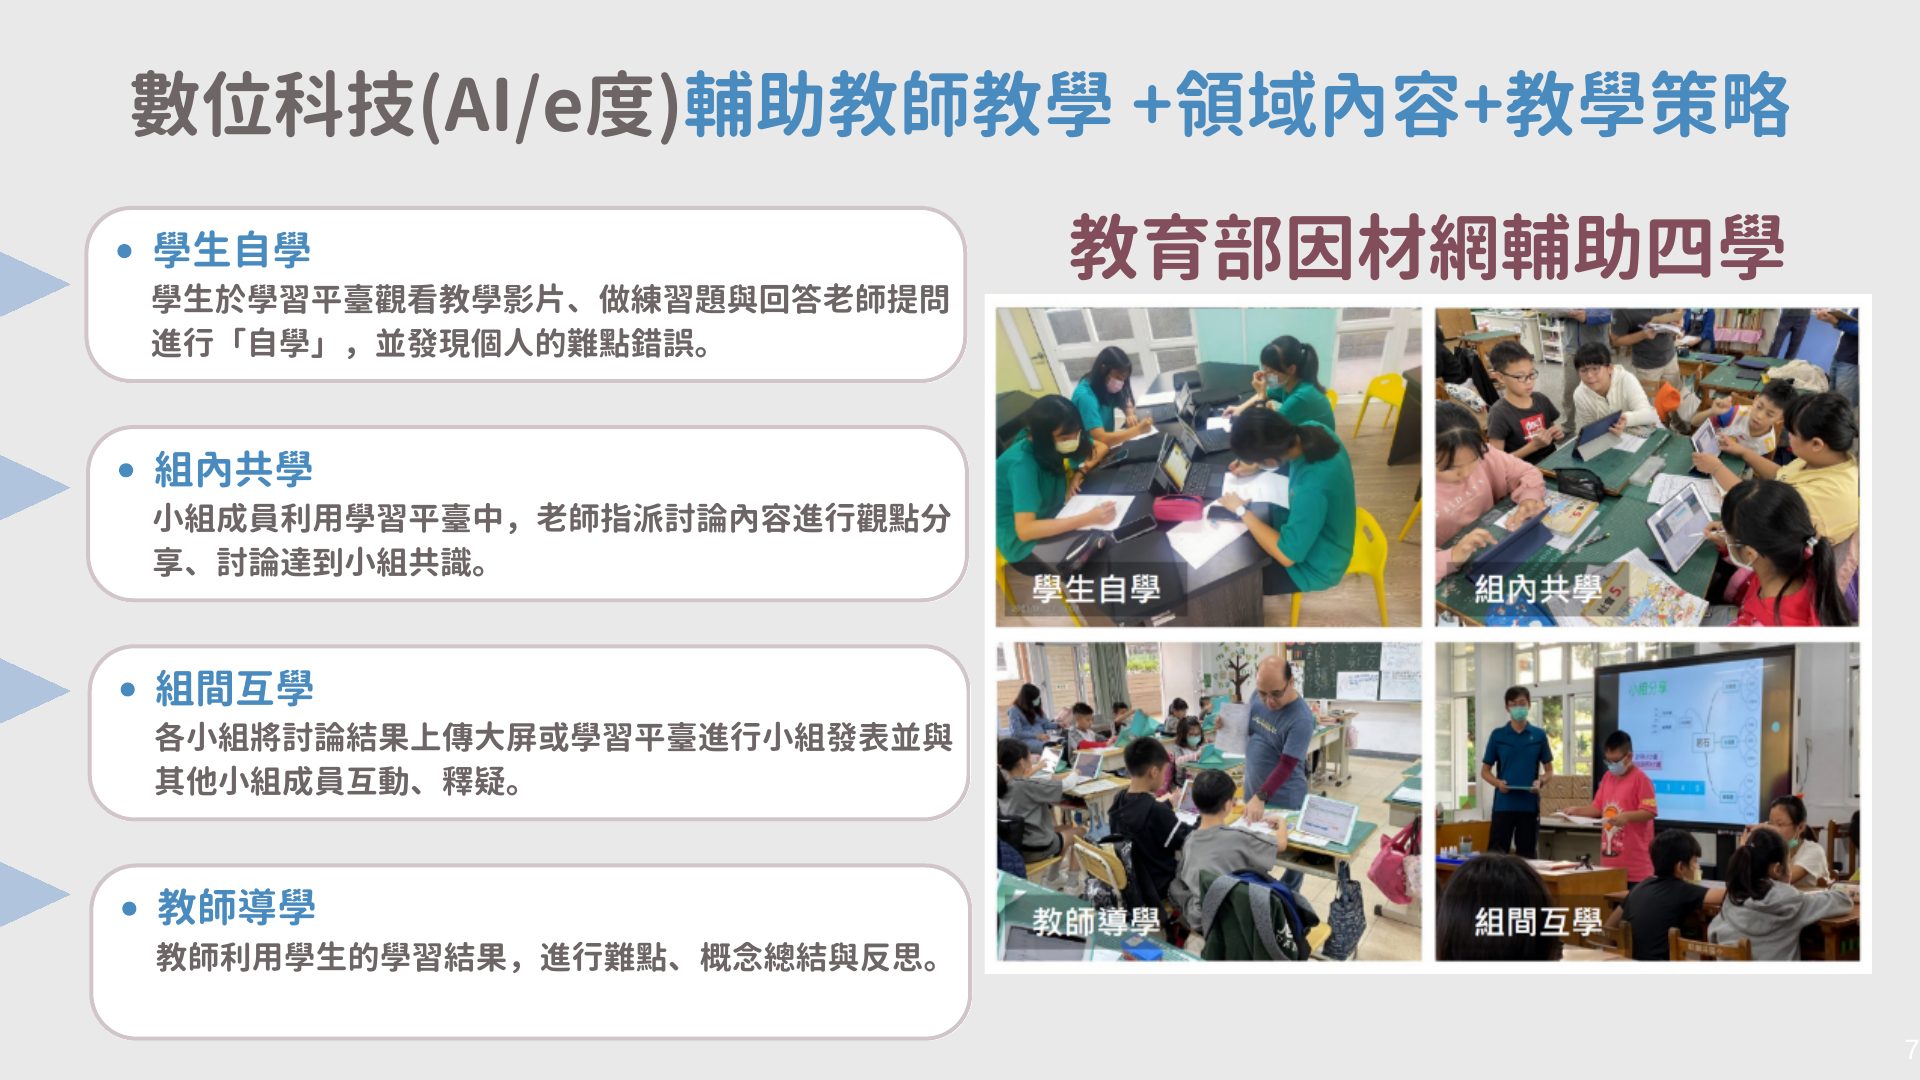 數位科技(AI/e度)輔助教師教學 +領域內容+教學策略
• 學生自學
學生於學習平臺觀看教學影片、做練習題與回答老師提問
進行「自學」，並發現個人的難點錯誤。
• 組內共學
小組成員利用學習平臺中，老師指派討論內容進行觀點分
享、討論達到小組共識。
• 組間互學
各小組將討論結果上傳大屏或學習平臺進行小組發表並與
其他小組成員互動、釋疑。
• 教師導學
教師利用學生的學習結果，進行難點、概念總結與反思。
教育部因材網輔助四學
學生自學
組內共學
社會5
教師導學
小組分享
岩石
組間互學
7